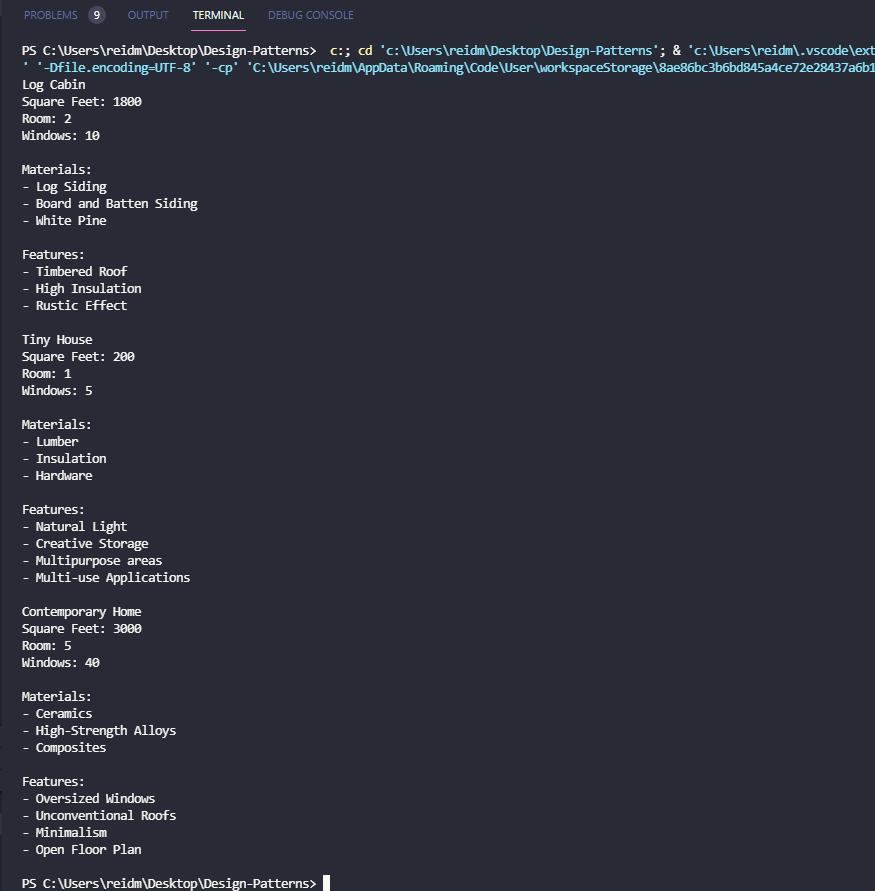 PROBLEMS 9 OUTPUT TERMINAL DEBUG CONSOLE
PS C:\Users\reidm\Desktop\Design-Patterns>  c:; cd 'c:\Users\reidm\Desktop\Design-Patterns'; & 'c:\Users\reidm\.vscode\ext
' '-Dfile.encoding=UTF-8' '-cp' 'C:\Users\reidm\AppData\Roaming\Code\User\workspaceStorage\8ae86bc3b6bd845a4ce72e28437a6b1
Log Cabin
Square Feet: 1800
Room: 2
Windows: 10
Materials:
- Log Siding
- Board and Batten Siding
- White Pine
Features:
- Timbered Roof
- High Insulation
- Rustic Effect
Tiny House
Square Feet: 200
Room: 1
Windows: 5
Materials:
- Lumber
- Insulation
- Hardware
Features:
- Natural Light
- Creative Storage
- Multipurpose areas
- Multi-use Applications
Contemporary Home
Square Feet: 3000
Room: 5
Windows: 40
Materials:
- Ceramics
- High-Strength Alloys
- Composites
Features:
- Oversized Windows
- Unconventional Roofs
- Minimalism
- Open Floor Plan
PS C:\Users\reidm\Desktop\Design-Patterns>